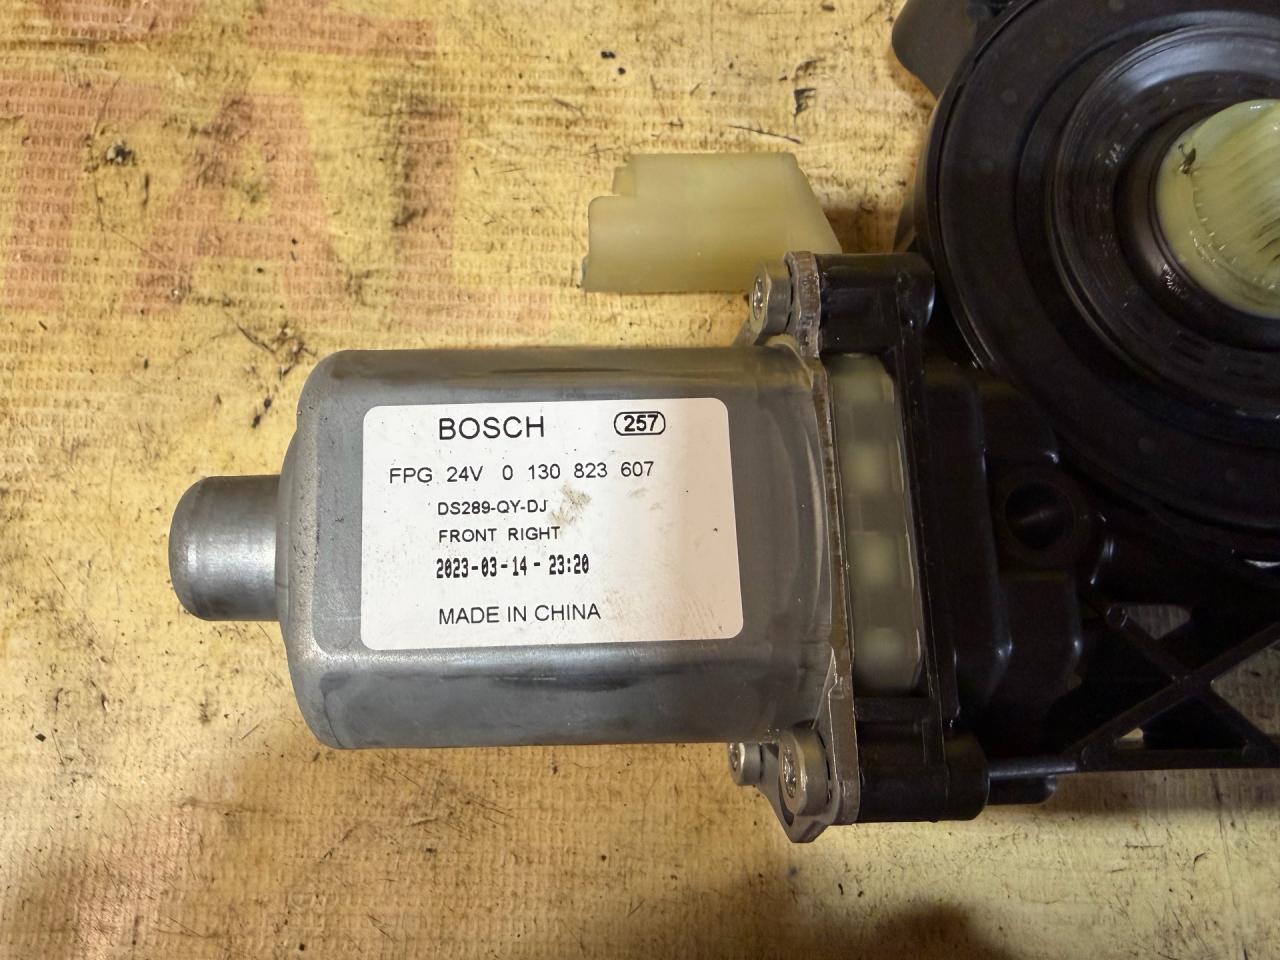 BOSCH 257
FPG 24V 0 130 823 607
DS289-QY-DJ
FRONT RIGHT
2023-03-14-23:20
MADE IN CHINA